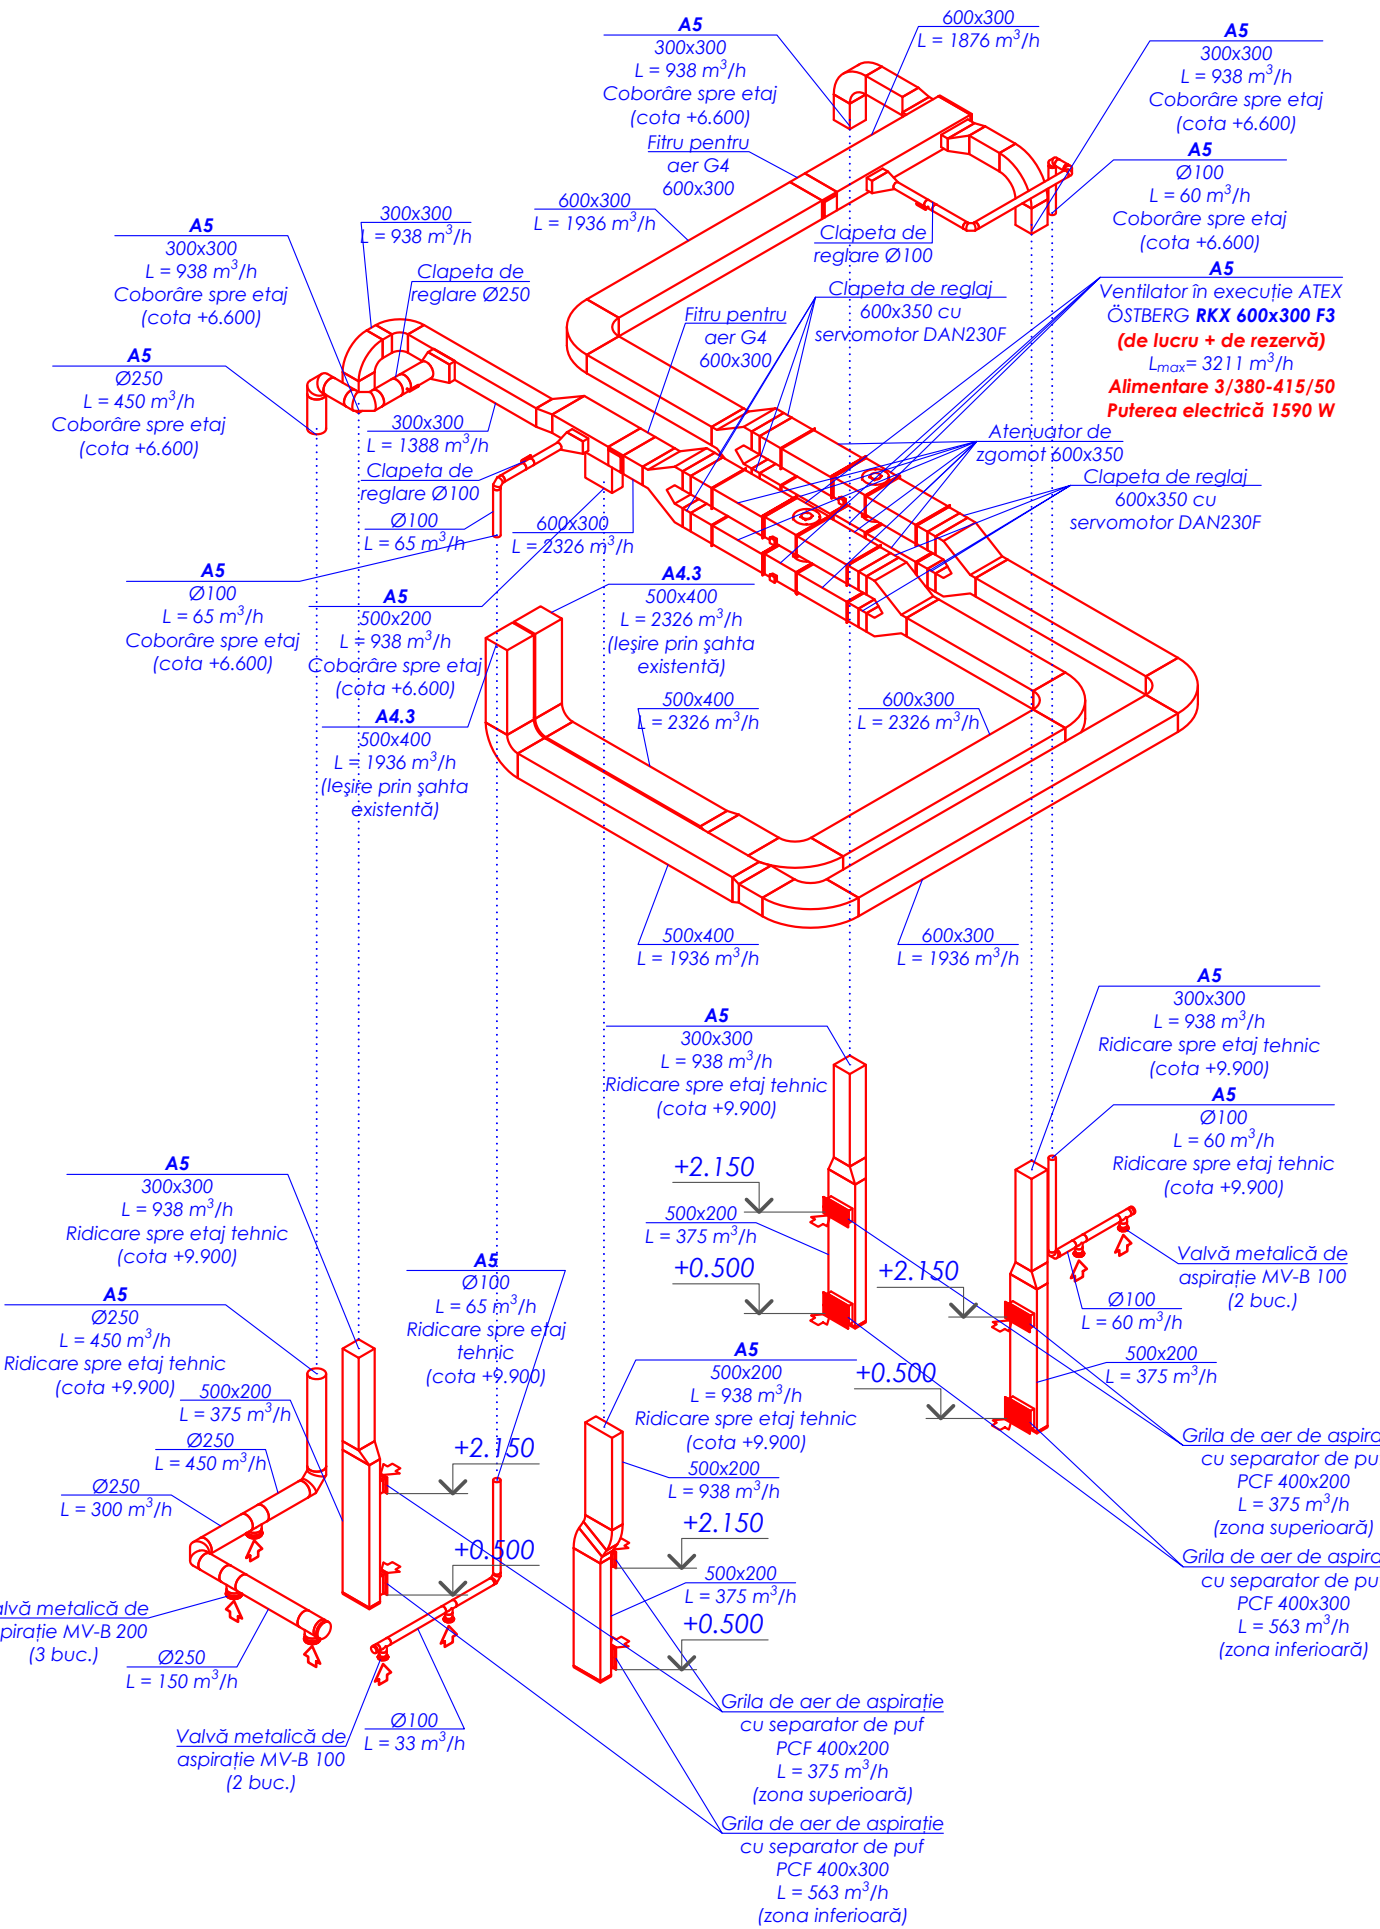 A5
300x300
L = 938 m³/h
Coborâre spre etaj
(cota +6.600)
600x300
L = 1876 m³/h
A5
300x300
L = 938 m³/h
Coborâre spre etaj
(cota +6.600)
Fitru pentru
aer G4
600x300
A5
Ø100
L = 60 m³/h
Coborâre spre etaj
(cota +6.600)
600x300
L = 1936 m³/h
Clapeta de
reglare Ø100
A5
300x300
L = 938 m³/h
Coborâre spre etaj
(cota +6.600)
300x300
L = 938 m³/h
Clapeta de
reglare Ø250
Fitru pentru
aer G4
600x300
Clapeta de reglaj
600x350 cu
servomotor DAN230F
A5
Ventilator în execuție ATEX
ÖSTBERG RKX 600x300 F3
(de lucru + de rezervă)
Lmax= 3211 m³/h
Alimentare 3/380-415/50
Puterea electrică 1590 W
A5
Ø250
L = 450 m³/h
Coborâre spre etaj
(cota +6.600)
300x300
L = 1388 m³/h
Clapeta de
reglare Ø100
Ø100
L = 65 m³/h
600x300
L = 2326 m³/h
Atenuator de
zgomot 600x350
Clapeta de reglaj
600x350 cu
servomotor DAN230F
A5
Ø100
L = 65 m³/h
Coborâre spre etaj
(cota +6.600)
A5
500x200
L = 938 m³/h
Coborâre spre etaj
(cota +6.600)
A4.3
500x400
L = 2326 m³/h
(Ieşire prin şahta
existentă)
A4.3
500x400
L = 1936 m³/h
(Ieşire prin şahta
existentă)
500x400
L = 2326 m³/h
600x300
L = 2326 m³/h
500x400
L = 1936 m³/h
600x300
L = 1936 m³/h
A5
300x300
L = 938 m³/h
Ridicare spre etaj tehnic
(cota +9.900)
A5
300x300
L = 938 m³/h
Ridicare spre etaj tehnic
(cota +9.900)
A5
Ø100
L = 60 m³/h
Ridicare spre etaj tehnic
(cota +9.900)
+2.150
500x200
L = 375 m³/h
+0.500
+2.150
+0.500
Valvă metalică de
aspirație MV-B 100
(2 buc.)
Ø100
L = 60 m³/h
500x200
L = 375 m³/h
A5
300x300
L = 938 m³/h
Ridicare spre etaj tehnic
(cota +9.900)
A5
Ø250
L = 450 m³/h
Ridicare spre etaj tehnic
(cota +9.900)
500x200
L = 375 m³/h
Ø250
L = 450 m³/h
Ø250
L = 300 m³/h
A5
Ø100
L = 65 m³/h
Ridicare spre etaj
tehnic
(cota +9.900)
+2.150
+0.500
A5
500x200
L = 938 m³/h
Ridicare spre etaj tehnic
(cota +9.900)
500x200
L = 938 m³/h
+2.150
500x200
L = 375 m³/h
+0.500
Grila de aer de aspira
cu separator de pu
PCF 400x200
L = 375 m³/h
(zona superioară)
Grila de aer de aspira
cu separator de pu
PCF 400x300
L = 563 m³/h
(zona inferioară)
alvă metalică de
pirație MV-B 200
(3 buc.)
Ø250
L = 150 m³/h
Valvă metalică de
aspirație MV-B 100
(2 buc.)
Ø100
L = 33 m³/h
Grila de aer de aspirație
cu separator de puf
PCF 400x200
L = 375 m³/h
(zona superioară)
Grila de aer de aspirație
cu separator de puf
PCF 400x300
L = 563 m³/h
(zona inferioară)